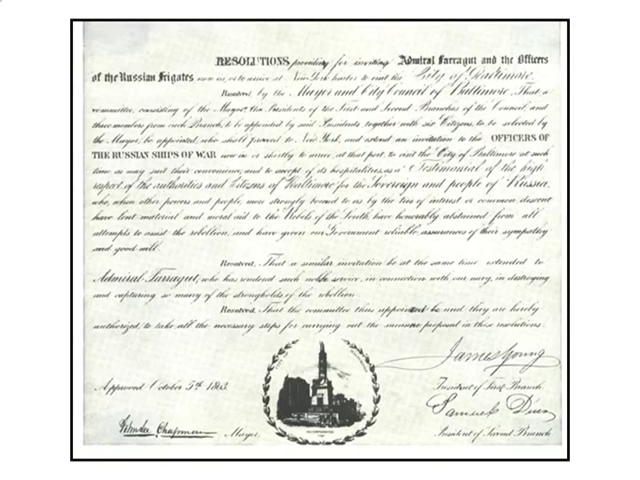 RESOLUTIONS providing for inviting Admiral Farragut and the Officers
of the Russian Frigates now in, or to arrive at New York harbor to visit the City of Baltimore.
Resolved by the Mayor and City Council of Baltimore, That a
committee, consisting of the Mayor, the Presidents of the First and Second Branches of the Council, and
three members from each Branch, to be appointed by said Presidents together with six Citizens, to be selected by
the Mayor, be appointed, who shall proceed to New York, and extend an invitation to the OFFICERS OF
THE RUSSIAN SHIPS OF WAR now in or shortly to arrive, at that port, to visit the City of Baltimore at such
time as may suit their convenience, and to accept of its hospitalities, as a Testimonial of the high
respect of the authorities and Citizens of Baltimore for the Sovereign and people of Russia,
who, when other powers and people, more strongly bound to us by the ties of interest or common descent
have lent material and moral aid to the Rebels of the South, have honorably abstained from all
attempts to assist the rebellion, and have given our Government reliable assurances of their sympathy
and good will.
Resolved, That a similar invitation be at the same time extended to
Admiral Farragut, who has rendered such noble service, in connection with our navy, in destroying
and capturing so many of the strongholds of the rebellion.
Resolved, That the committee thus appointed be and they are hereby
authorized, to take all the necessary steps for carrying out the measure proposed in these resolutions.
James Young
Approved October 5th 1863. President of First Branch.
Samuel
Chapman Mayor. President of Second Branch